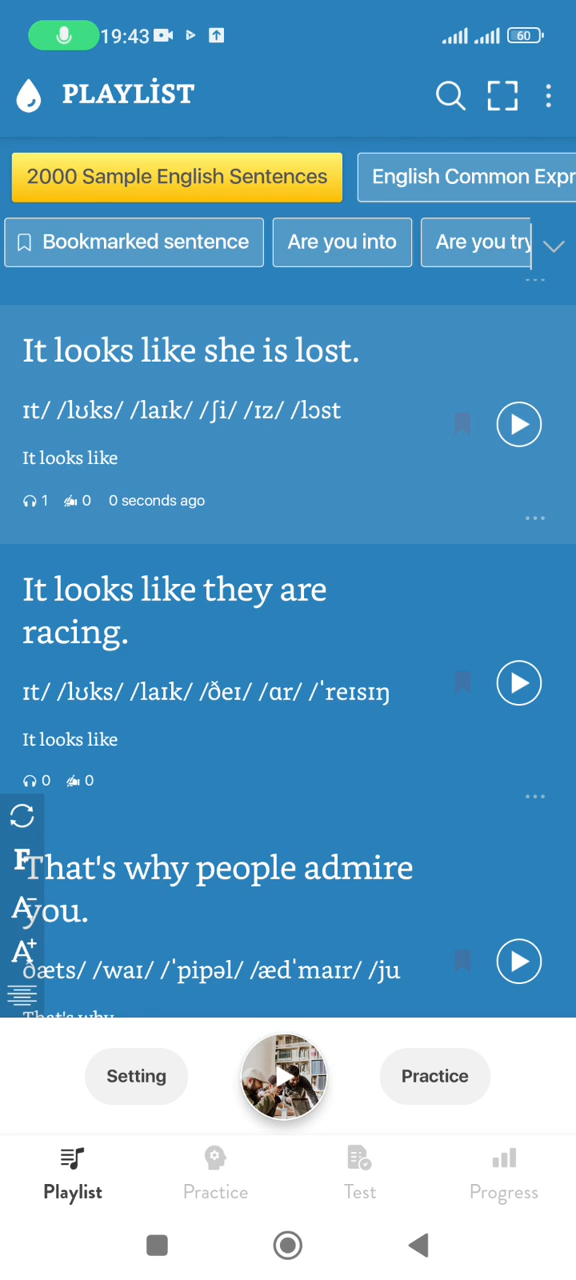 19:43
60
PLAYLİST
2000 Sample English Sentences
English Common Expr
Bookmarked sentence
Are you into
Are you try
It looks like she is lost.
ɪt/ /lʊks/ /laɪk/ /ʃi/ /ɪz/ /lɔst
It looks like
1 0 0 seconds ago
It looks like they are
racing.
ɪt/ /lʊks/ /laɪk/ /ðeɪ/ /ɑr/ /ˈreɪsɪŋ
It looks like
0 0
F
That's why people admire
A-
you.
A+
ðæts/ /waɪ/ /ˈpipəl/ /ædˈmaɪr/ /ju
That's why
Setting
Practice
Playlist
Practice
Test
Progress